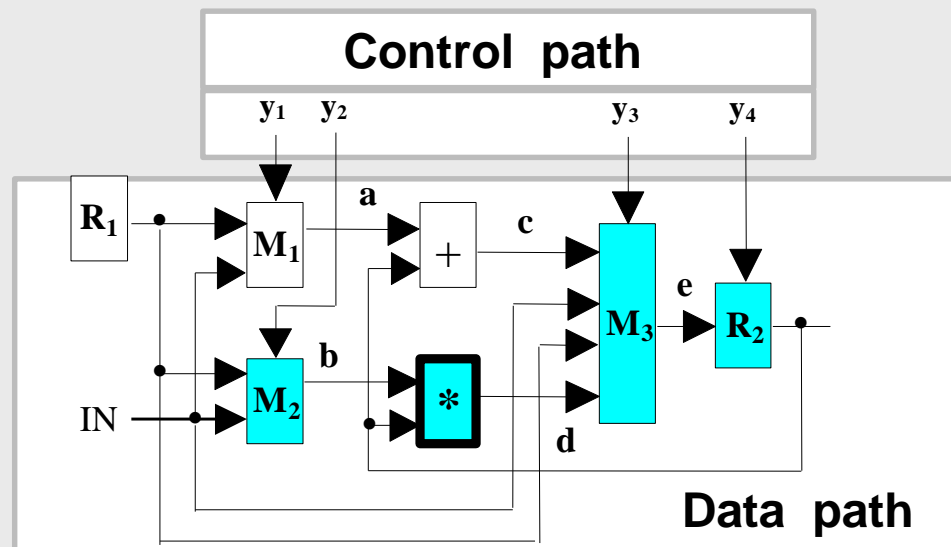 Control path
y₁ y₂ y₃ y₄
a
R₁ c
M₁ +
e
M₃ R₂
b
M₂ *
IN
d
Data path